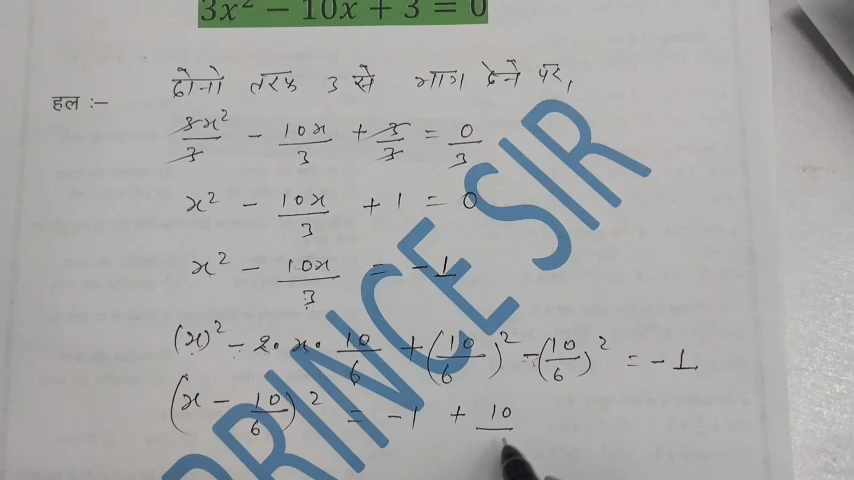 3x² − 10x + 3 = 0
दोनो तरफ 3 से भाग देने पर,
हल :–
3x²/3 − 10x/3 + 3/3 = 0/3
x² − 10x/3 + 1 = 0
x² − 10x/3 = −1
(x)² − 2·x·10/6 + (10/6)² − (10/6)² = −1
(x − 10/6)² = −1 + 10
PRINCE SIR